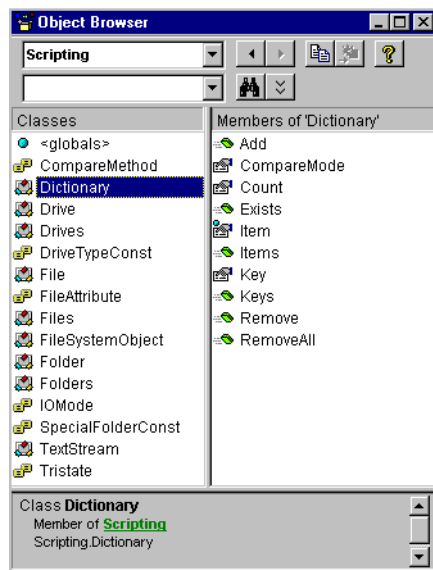 Object Browser
Scripting
Classes
Members of 'Dictionary'
<globals>
CompareMethod
Dictionary
Drive
Drives
DriveTypeConst
File
FileAttribute
Files
FileSystemObject
Folder
Folders
IOMode
SpecialFolderConst
TextStream
Tristate
Add
CompareMode
Count
Exists
Item
Items
Key
Keys
Remove
RemoveAll
Class Dictionary
Member of Scripting
Scripting.Dictionary